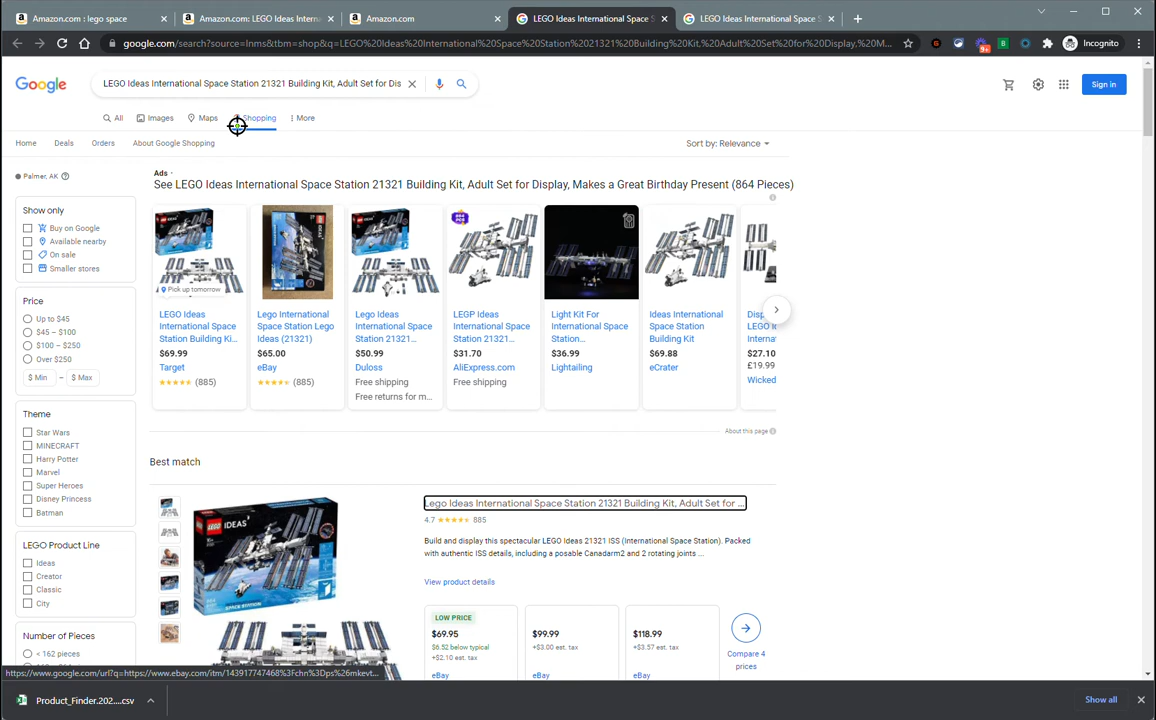 Amazon.com : lego space
Amazon.com: LEGO Ideas Interna
Amazon.com
LEGO Ideas International Space S
LEGO Ideas International Space S
google.com/search?source=lnms&tbm=shop&q=LEGO%20Ideas%20International%20Space%20Station%2021321%20Building%20Kit,%20Adult%20Set%20for%20Display,%20M...
9+
Incognito
Google
LEGO Ideas International Space Station 21321 Building Kit, Adult Set for Dis
Sign in
All
Images
Maps
Shopping
More
Home
Deals
Orders
About Google Shopping
Sort by: Relevance
Palmer, AK
Ads ·
See LEGO Ideas International Space Station 21321 Building Kit, Adult Set for Display, Makes a Great Birthday Present (864 Pieces)
Show only
Buy on Google
Available nearby
On sale
Smaller stores
Price
Up to $45
$45 – $100
$100 – $250
Over $250
$ Min – $ Max
Theme
Star Wars
MINECRAFT
Harry Potter
Marvel
Super Heroes
Disney Princess
Batman
LEGO Product Line
Ideas
Creator
Classic
City
Number of Pieces
< 162 pieces
Pick up tomorrow
LEGO Ideas
International Space
Station Building Ki...
$69.99
Target
(885)
Lego International
Space Station Lego
Ideas (21321)
$65.00
eBay
(885)
Lego Ideas
International Space
Station 21321...
$50.99
Duloss
Free shipping
Free returns for m...
LEGP Ideas
International Space
Station 21321...
$31.70
AliExpress.com
Free shipping
Light Kit For
International Space
Station...
$36.99
Lightailing
Ideas International
Space Station
Building Kit
$69.88
eCrater
LEGO
Interna
$27.10
£19.99
Wicked
About this page
Best match
LEGO IDEAS
SPACE STATION
Lego Ideas International Space Station 21321 Building Kit, Adult Set for ...
4.7
885
Build and display this spectacular LEGO Ideas 21321 ISS (International Space Station). Packed
with authentic ISS details, including a posable Canadarm2 and 2 rotating joints ...
View product details
LOW PRICE
$69.95
$6.52 below typical
+$2.10 est. tax
eBay
$99.99
+$3.00 est. tax
eBay
$118.99
+$3.57 est. tax
eBay
Compare 4
prices
https://www.google.com/url?q=https://www.ebay.com/itm/143917747468%3Fchn%3Dps%26mkevt...
Product_Finder.202....csv
Show all